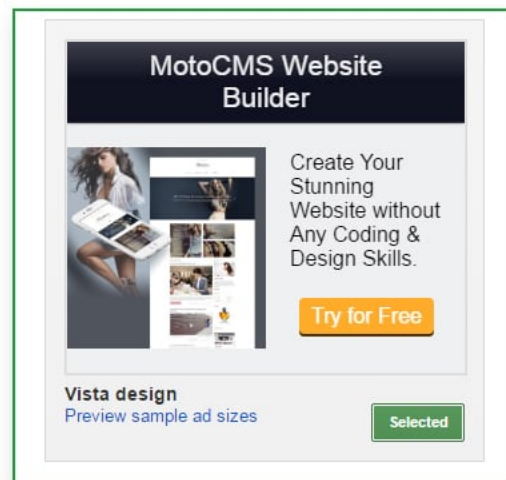 MotoCMS Website
Builder
Create Your
Stunning
Website without
Any Coding &
Design Skills.
Try for Free
Vista design
Preview sample ad sizes
Selected